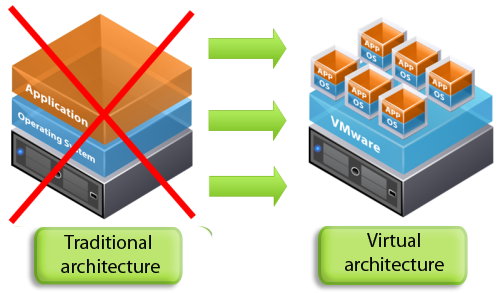 Application
Operating System
APP
OS
APP
OS
APP
OS
APP
OS
APP
OS
APP
OS
VMware
Traditional
architecture
Virtual
architecture